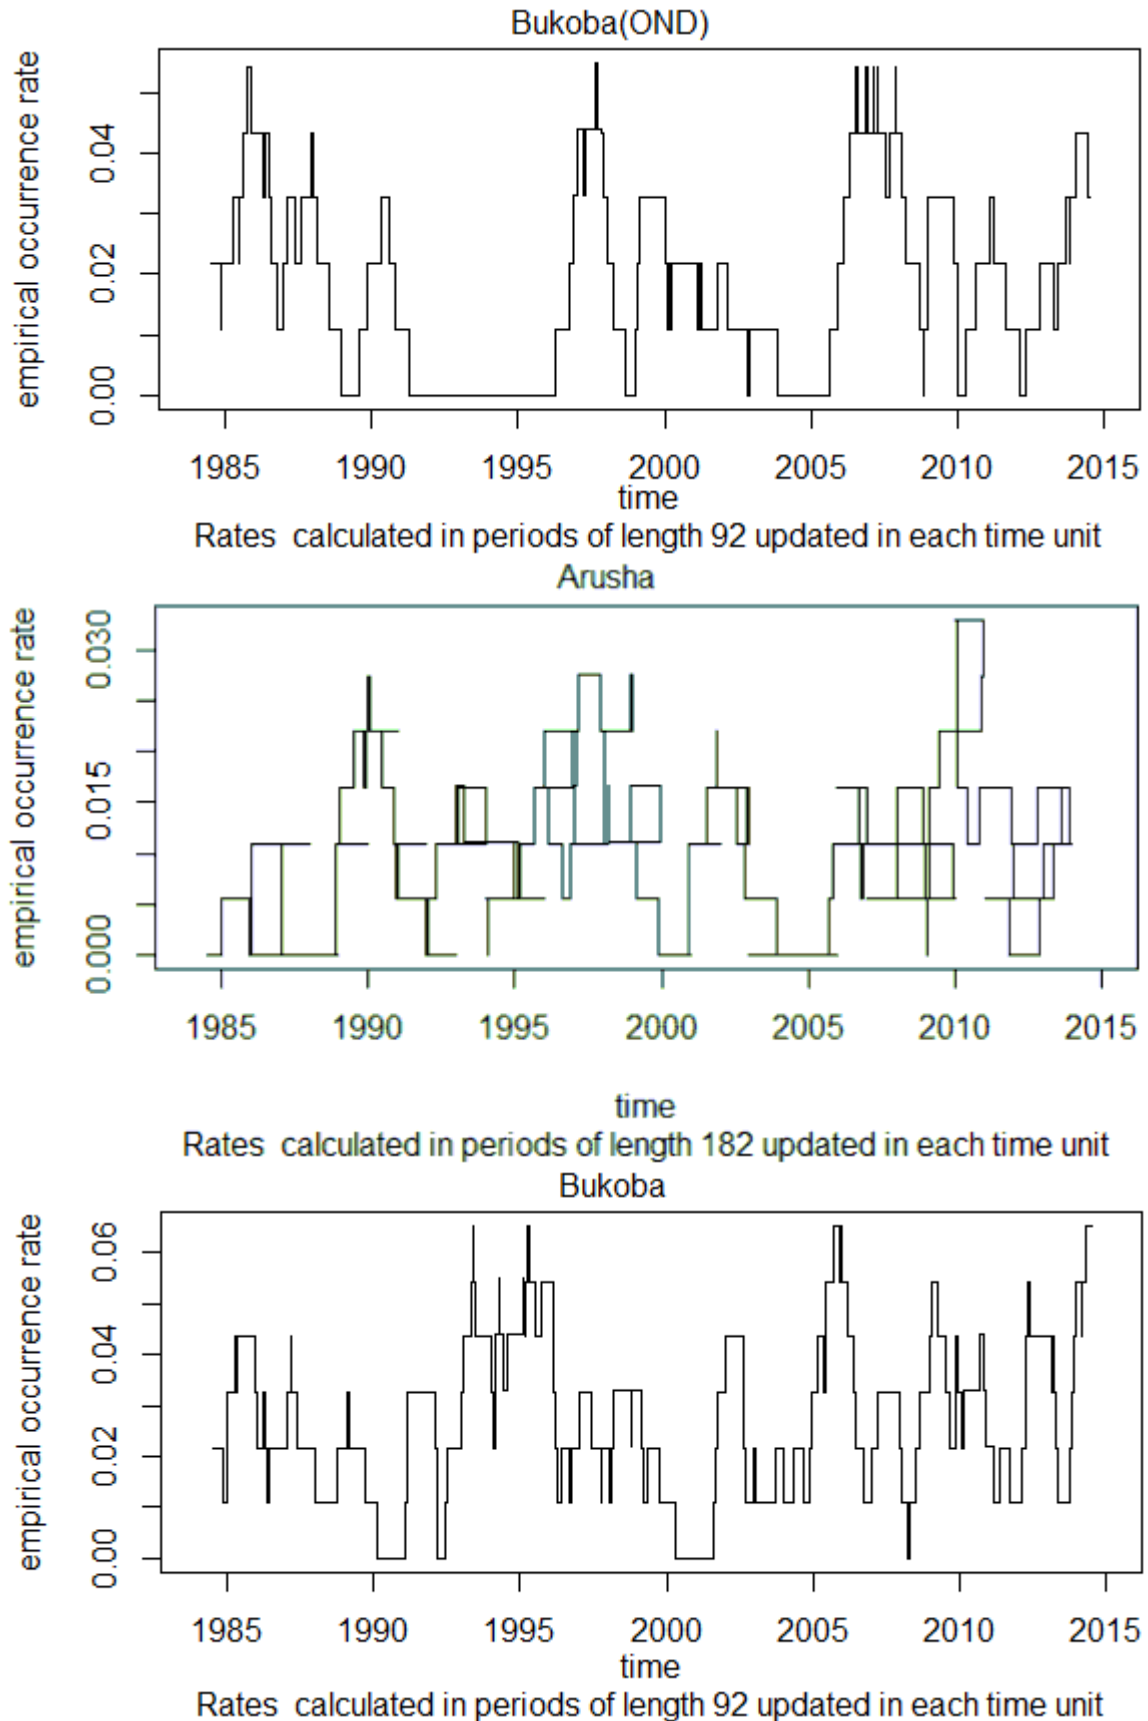 Bukoba(OND)
empirical occurrence rate
0.04
0.02
0.00
1985 1990 1995 2000 2005 2010 2015
time
Rates calculated in periods of length 92 updated in each time unit
Arusha
empirical occurrence rate
0.030
0.015
0.000
1985 1990 1995 2000 2005 2010 2015
time
Rates calculated in periods of length 182 updated in each time unit
Bukoba
empirical occurrence rate
0.06
0.04
0.02
0.00
1985 1990 1995 2000 2005 2010 2015
time
Rates calculated in periods of length 92 updated in each time unit